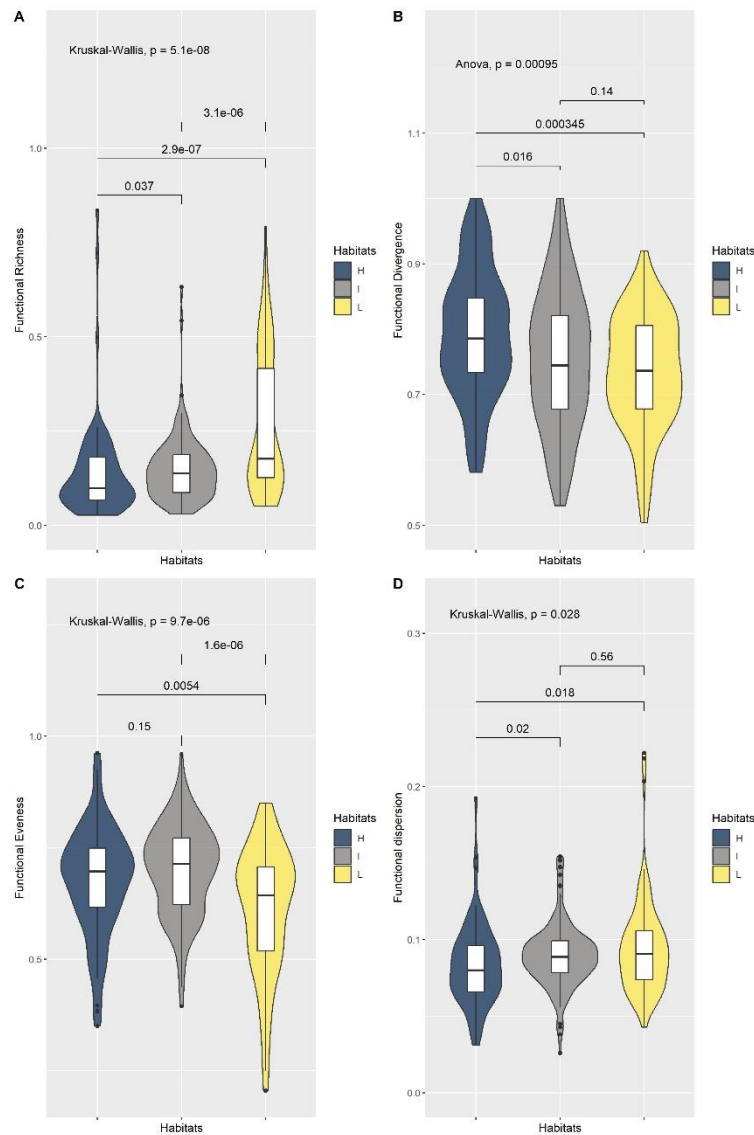 A
Kruskal-Wallis, p = 5.1e-08
3.1e-06
2.9e-07
0.037
1.0
0.5
0.0
Functional Richness
Habitats
Habitats
H
I
L
B
Anova, p = 0.00095
0.14
0.000345
0.016
1.1
0.9
0.7
0.5
Functional Divergence
Habitats
Habitats
H
I
L
C
Kruskal-Wallis, p = 9.7e-06
1.6e-06
0.0054
0.15
1.0
0.5
Functional Eveness
Habitats
Habitats
H
I
L
D
Kruskal-Wallis, p = 0.028
0.56
0.018
0.02
0.3
0.2
0.1
0.0
Functional dispersion
Habitats
Habitats
H
I
L